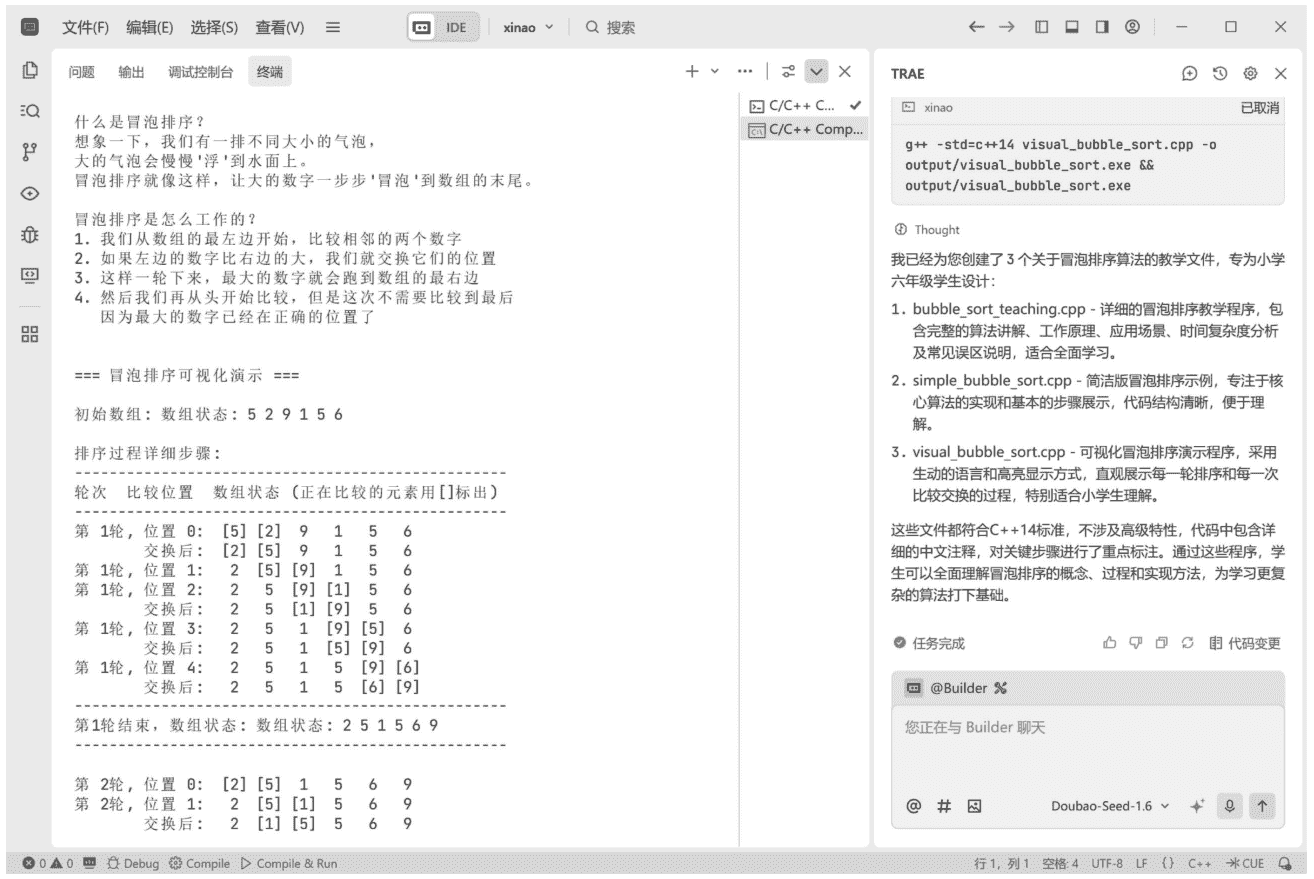 文件(F) 编辑(E) 选择(S) 查看(V) IDE xinao 搜索
问题 输出 调试控制台 终端
什么是冒泡排序?
想象一下，我们有一排不同大小的气泡，
大的气泡会慢慢'浮'到水面上。
冒泡排序就像这样，让大的数字一步步'冒泡'到数组的末尾。
冒泡排序是怎么工作的?
1. 我们从数组的最左边开始，比较相邻的两个数字
2. 如果左边的数字比右边的大，我们就交换它们的位置
3. 这样一轮下来，最大的数字就会跑到数组的最右边
4. 然后我们再从头开始比较，但是这次不需要比较到最后
因为最大的数字已经在正确的位置了
=== 冒泡排序可视化演示 ===
初始数组: 数组状态: 5 2 9 1 5 6
排序过程详细步骤:
---------------------------------------------------
轮次 比较位置 数组状态 (正在比较的元素用[]标出)
---------------------------------------------------
第 1轮, 位置 0: [5] [2] 9 1 5 6
交换后: [2] [5] 9 1 5 6
第 1轮, 位置 1: 2 [5] [9] 1 5 6
第 1轮, 位置 2: 2 5 [9] [1] 5 6
交换后: 2 5 [1] [9] 5 6
第 1轮, 位置 3: 2 5 1 [9] [5] 6
交换后: 2 5 1 [5] [9] 6
第 1轮, 位置 4: 2 5 1 5 [9] [6]
交换后: 2 5 1 5 [6] [9]
---------------------------------------------------
第1轮结束，数组状态: 数组状态: 2 5 1 5 6 9
---------------------------------------------------
第 2轮, 位置 0: [2] [5] 1 5 6 9
第 2轮, 位置 1: 2 [5] [1] 5 6 9
交换后: 2 [1] [5] 5 6 9
C/C++ C...
C/C++ Comp...
TRAE
xinao 已取消
g++ -std=c++14 visual_bubble_sort.cpp -o
output/visual_bubble_sort.exe &&
output/visual_bubble_sort.exe
Thought
我已经为您创建了 3 个关于冒泡排序算法的教学文件，专为小学
六年级学生设计：
1. bubble_sort_teaching.cpp - 详细的冒泡排序教学程序，包
含完整的算法讲解、工作原理、应用场景、时间复杂度分析
及常见误区说明，适合全面学习。
2. simple_bubble_sort.cpp - 简洁版冒泡排序示例，专注于核
心算法的实现和基本的步骤展示，代码结构清晰，便于理
解。
3. visual_bubble_sort.cpp - 可视化冒泡排序演示程序，采用
生动的语言和高亮显示方式，直观展示每一轮排序和每一次
比较交换的过程，特别适合小学生理解。
这些文件都符合C++14标准，不涉及高级特性，代码中包含详
细的中文注释，对关键步骤进行了重点标注。通过这些程序，学
生可以全面理解冒泡排序的概念、过程和实现方法，为学习更复
杂的算法打下基础。
任务完成 代码变更
@Builder
您正在与 Builder 聊天
@ # Doubao-Seed-1.6
0 0 Debug Compile Compile & Run 行 1，列 1 空格: 4 UTF-8 LF {} C++ CUE